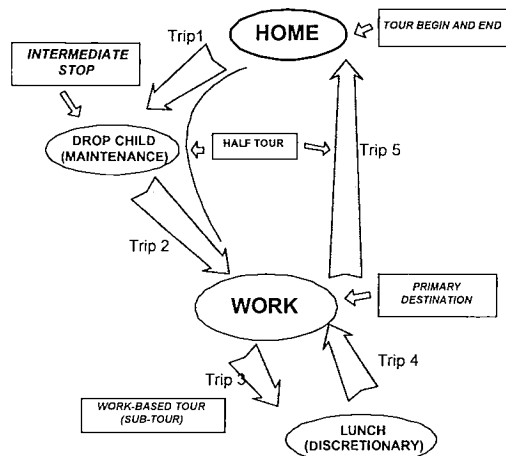 Trip1
HOME
TOUR BEGIN AND END
INTERMEDIATE
STOP
DROP CHILD
(MAINTENANCE)
HALF TOUR
Trip 5
Trip 2
WORK
PRIMARY
DESTINATION
Trip 3
Trip 4
WORK-BASED TOUR
(SUB-TOUR)
LUNCH
(DISCRETIONARY)